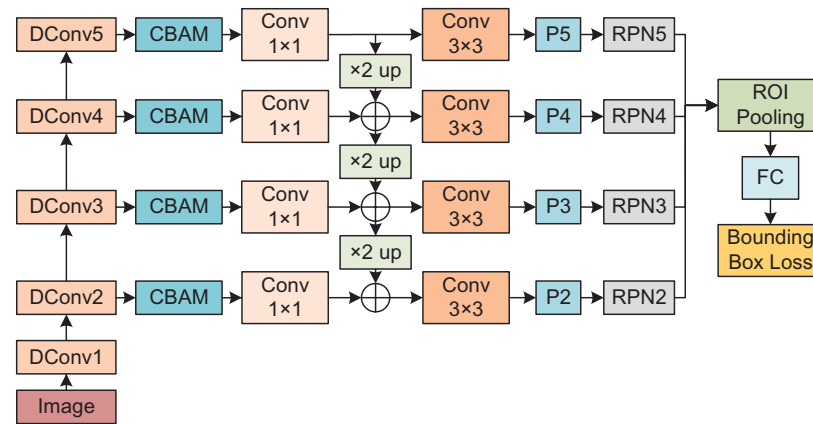 DConv5
CBAM
Conv
1×1
Conv
3×3
P5
RPN5
×2 up
ROI
Pooling
DConv4
CBAM
Conv
1×1
Conv
3×3
P4
RPN4
×2 up
FC
DConv3
CBAM
Conv
1×1
Conv
3×3
P3
RPN3
×2 up
Bounding
Box Loss
DConv2
CBAM
Conv
1×1
Conv
3×3
P2
RPN2
DConv1
Image